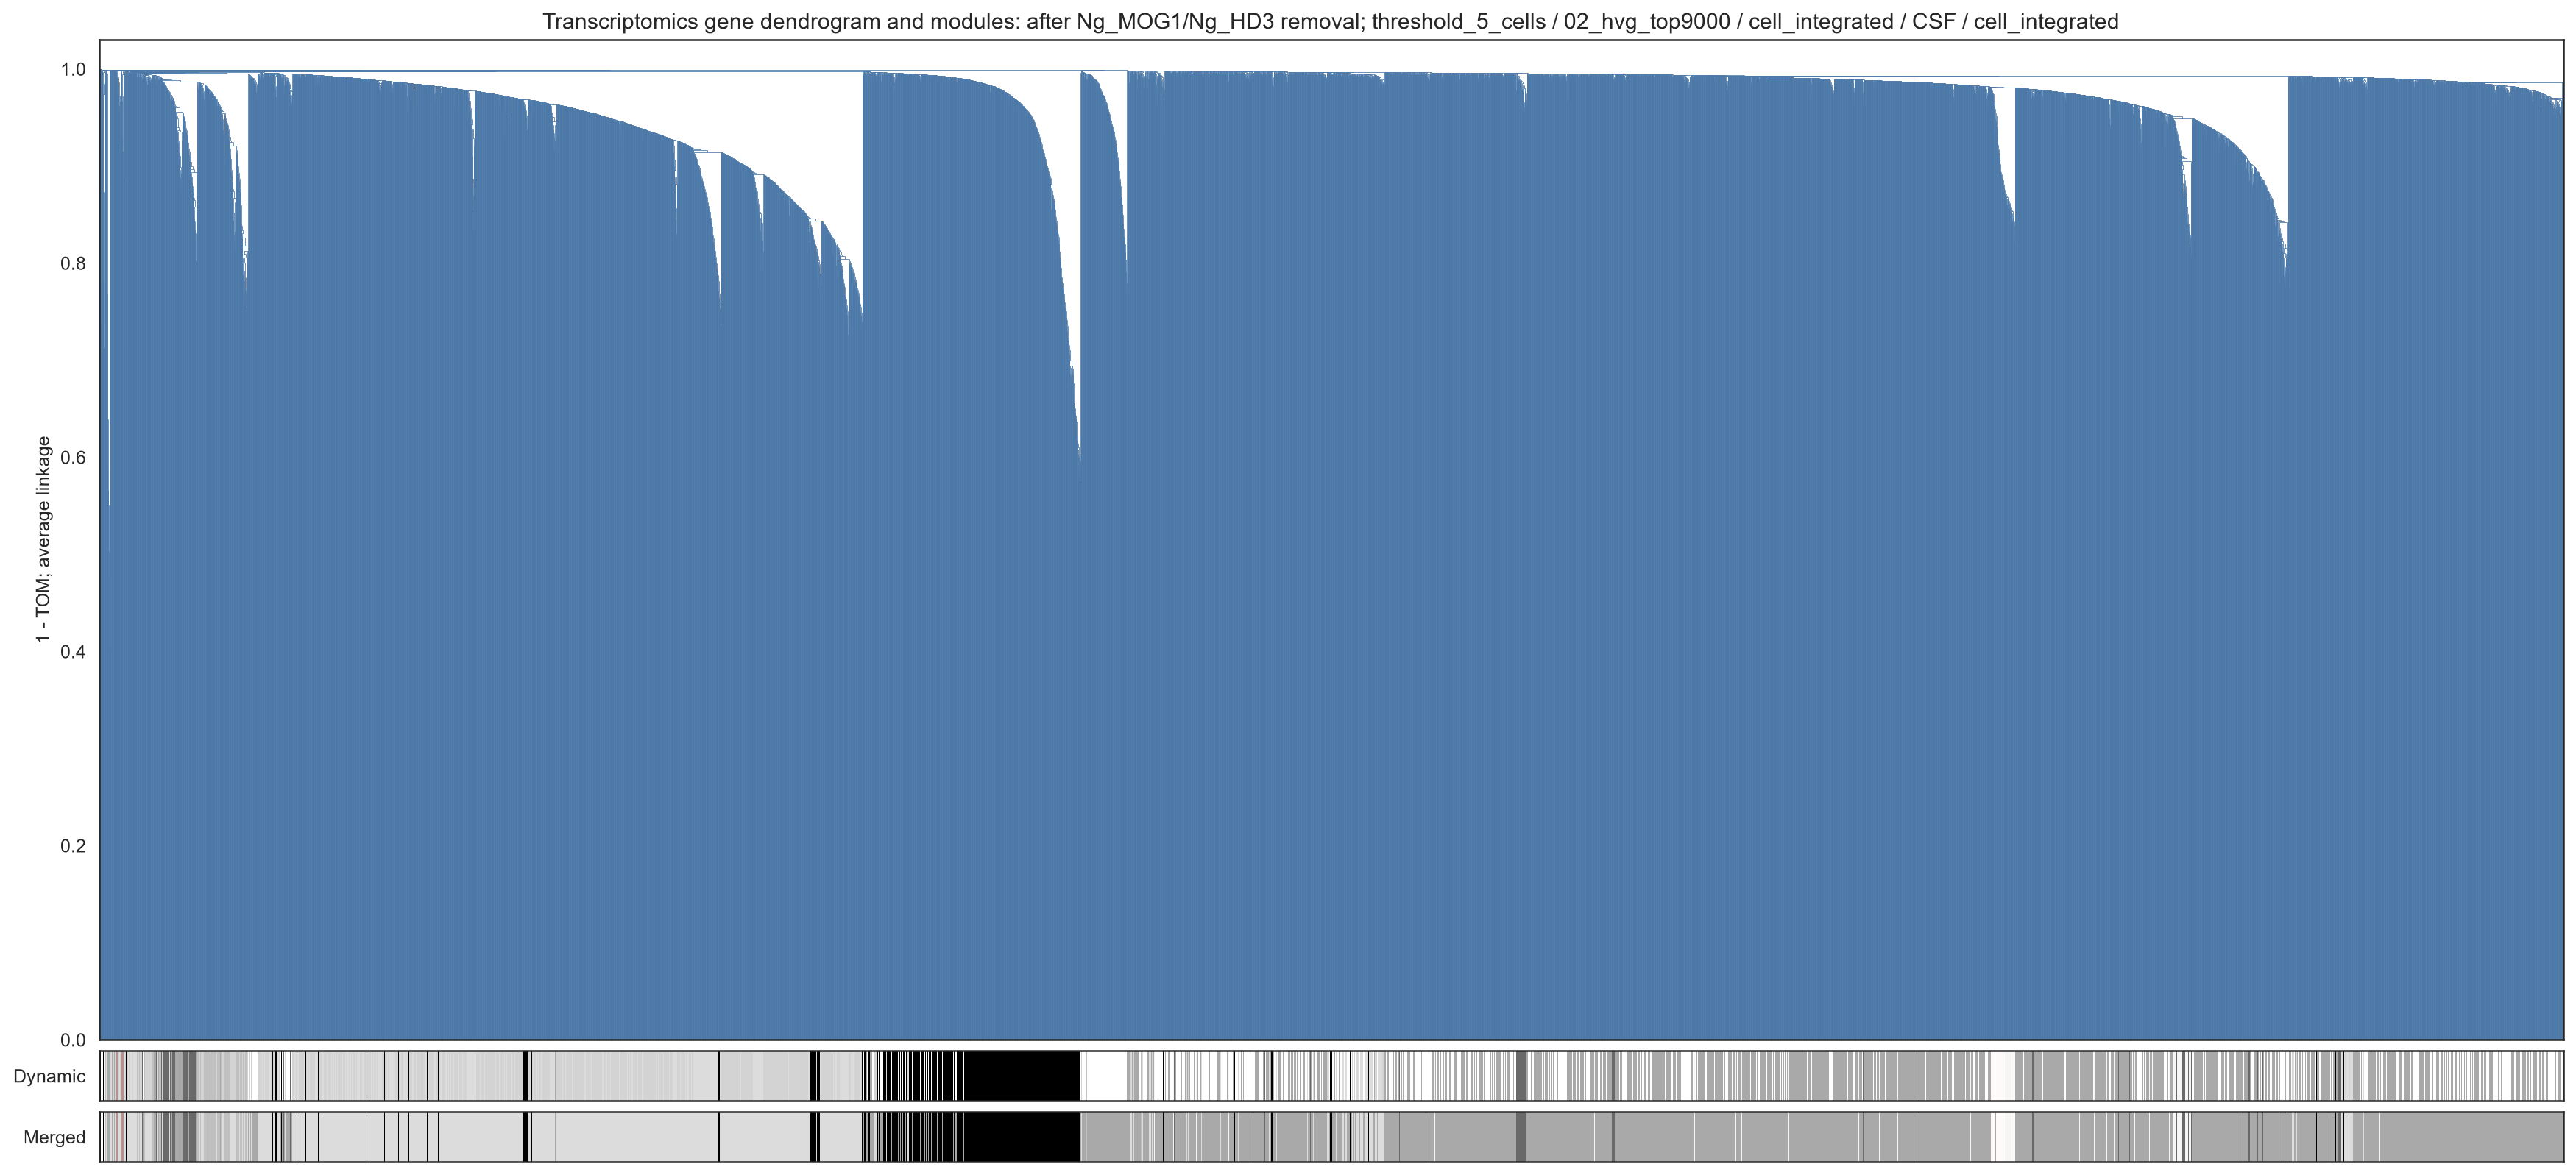 Transcriptomics gene dendrogram and modules: after Ng_MOG1/Ng_HD3 removal; threshold_5_cells / 02_hvg_top9000 / cell_integrated / CSF / cell_integrated
1.0
0.8
0.6
0.4
0.2
0.0
1 - TOM; average linkage
Dynamic
Merged